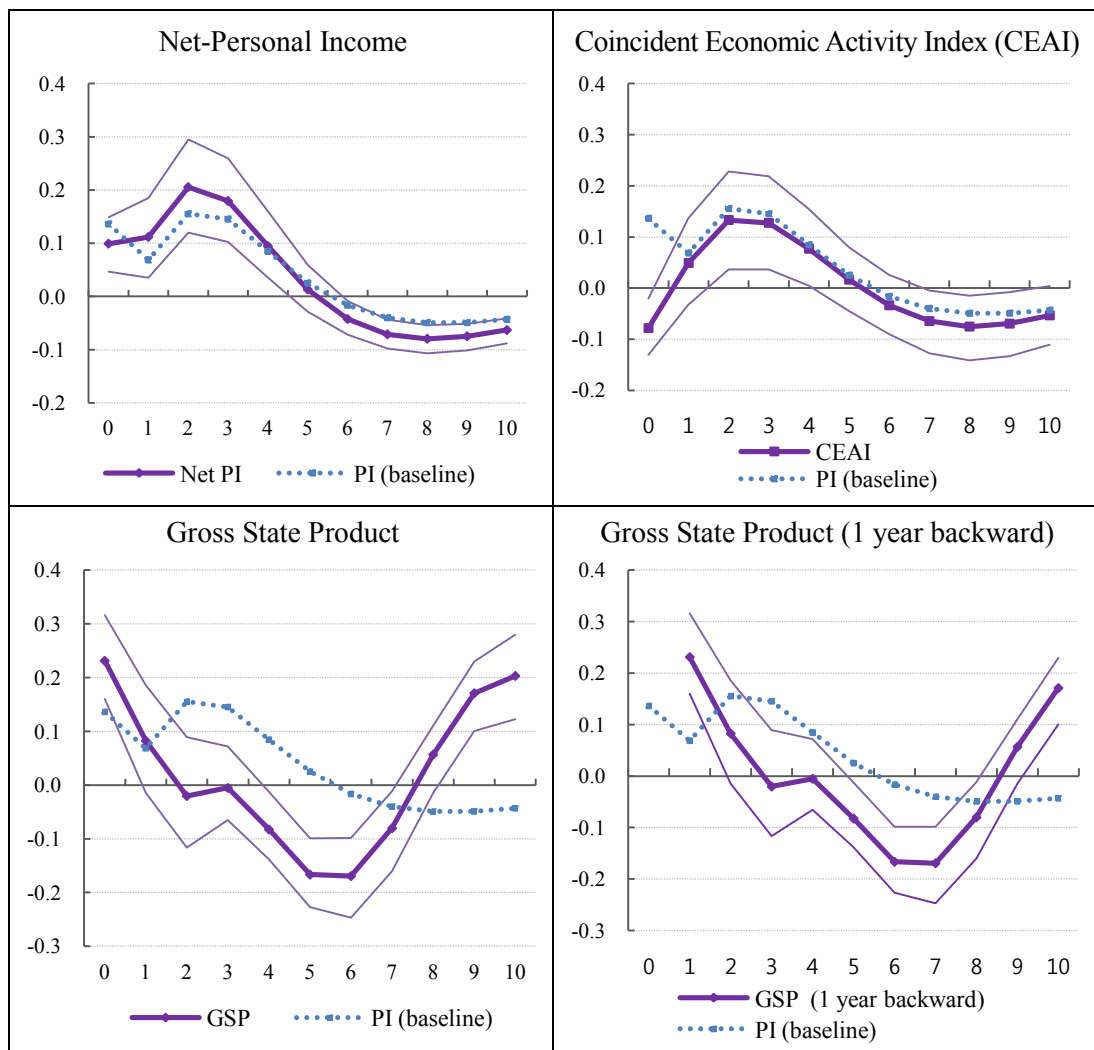 Net-Personal Income
0.4
0.3
0.2
0.1
0.0
-0.1
-0.2
0 1 2 3 4 5 6 7 8 9 10
Net PI PI (baseline)
Coincident Economic Activity Index (CEAI)
0.4
0.3
0.2
0.1
0.0
-0.1
-0.2
0 1 2 3 4 5 6 7 8 9 10
CEAI
PI (baseline)
Gross State Product
0.4
0.3
0.2
0.1
0.0
-0.1
-0.2
-0.3
0 1 2 3 4 5 6 7 8 9 10
GSP PI (baseline)
Gross State Product (1 year backward)
0.4
0.3
0.2
0.1
0.0
-0.1
-0.2
-0.3
0 1 2 3 4 5 6 7 8 9 10
GSP (1 year backward)
PI (baseline)